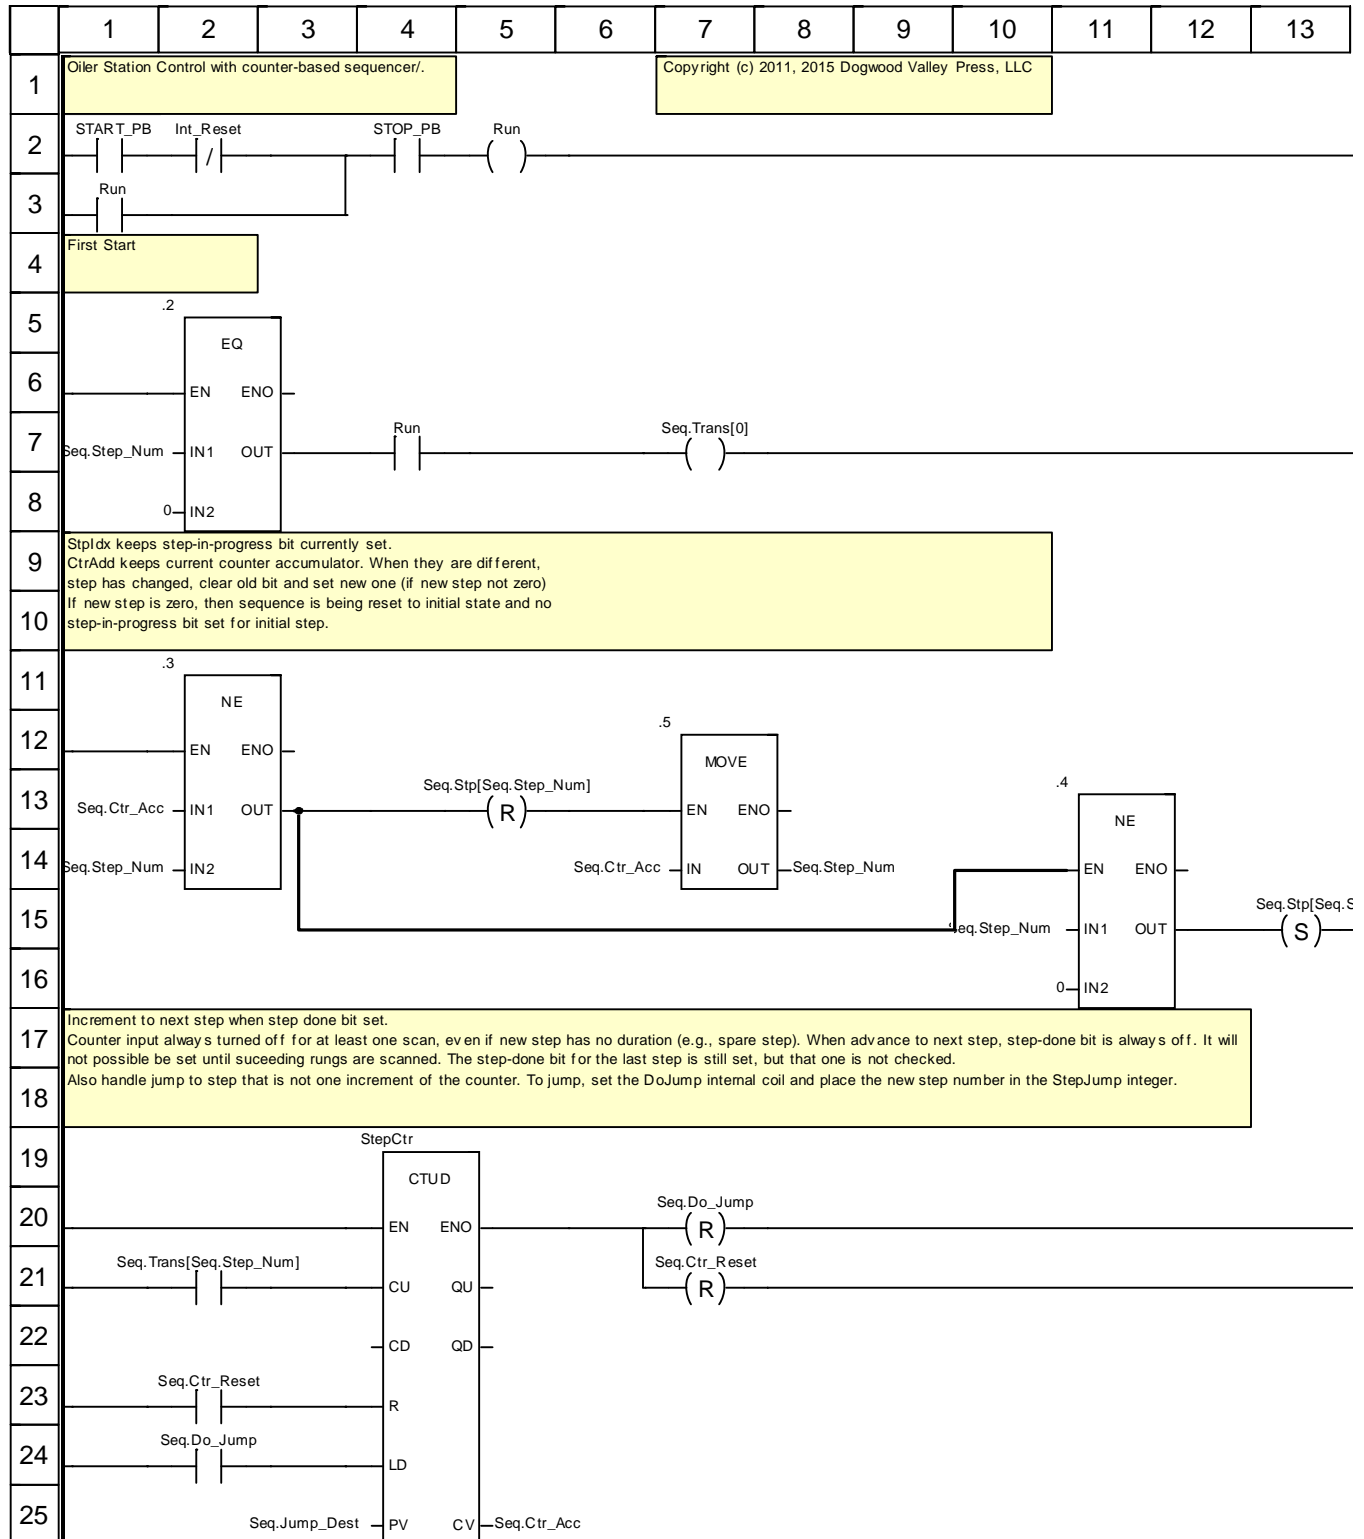 1 2 3 4 5 6 7 8 9 10 11 12 13
1
Oiler Station Control with counter-based sequencer/.
Copyright (c) 2011, 2015 Dogwood Valley Press, LLC
START_PB Int_Reset STOP_PB Run
2
/
Run
3
First Start
4
.2
5
EQ
6
EN ENO
Run Seq.Trans[0]
7
Seq.Step_Num IN1 OUT
8
0 IN2
StpIdx keeps step-in-progress bit currently set.
9
CtrAdd keeps current counter accumulator. When they are different,
step has changed, clear old bit and set new one (if new step not zero)
If new step is zero, then sequence is being reset to initial state and no
10
step-in-progress bit set for initial step.
.3
11
NE
.5
12
EN ENO
MOVE
Seq.Stp[Seq.Step_Num]
.4
13
Seq.Ctr_Acc IN1 OUT
R
EN ENO
NE
14
Seq.Step_Num IN2
Seq.Ctr_Acc IN OUT Seq.Step_Num
EN ENO
15
Seq.Stp[Seq.S
eq.Step_Num IN1 OUT
S
16
0 IN2
Increment to next step when step done bit set.
17
Counter input always turned off for at least one scan, even if new step has no duration (e.g., spare step). When advance to next step, step-done bit is always off. It will
not possible be set until suceeding rungs are scanned. The step-done bit for the last step is still set, but that one is not checked.
Also handle jump to step that is not one increment of the counter. To jump, set the DoJump internal coil and place the new step number in the StepJump integer.
18
StepCtr
19
CTUD
20
Seq.Do_Jump
EN ENO
R
21
Seq.Trans[Seq.Step_Num]
Seq.Ctr_Reset
CU QU
R
22
CD QD
23
Seq.Ctr_Reset
R
24
Seq.Do_Jump
LD
25
Seq.Jump_Dest PV CV Seq.Ctr_Acc